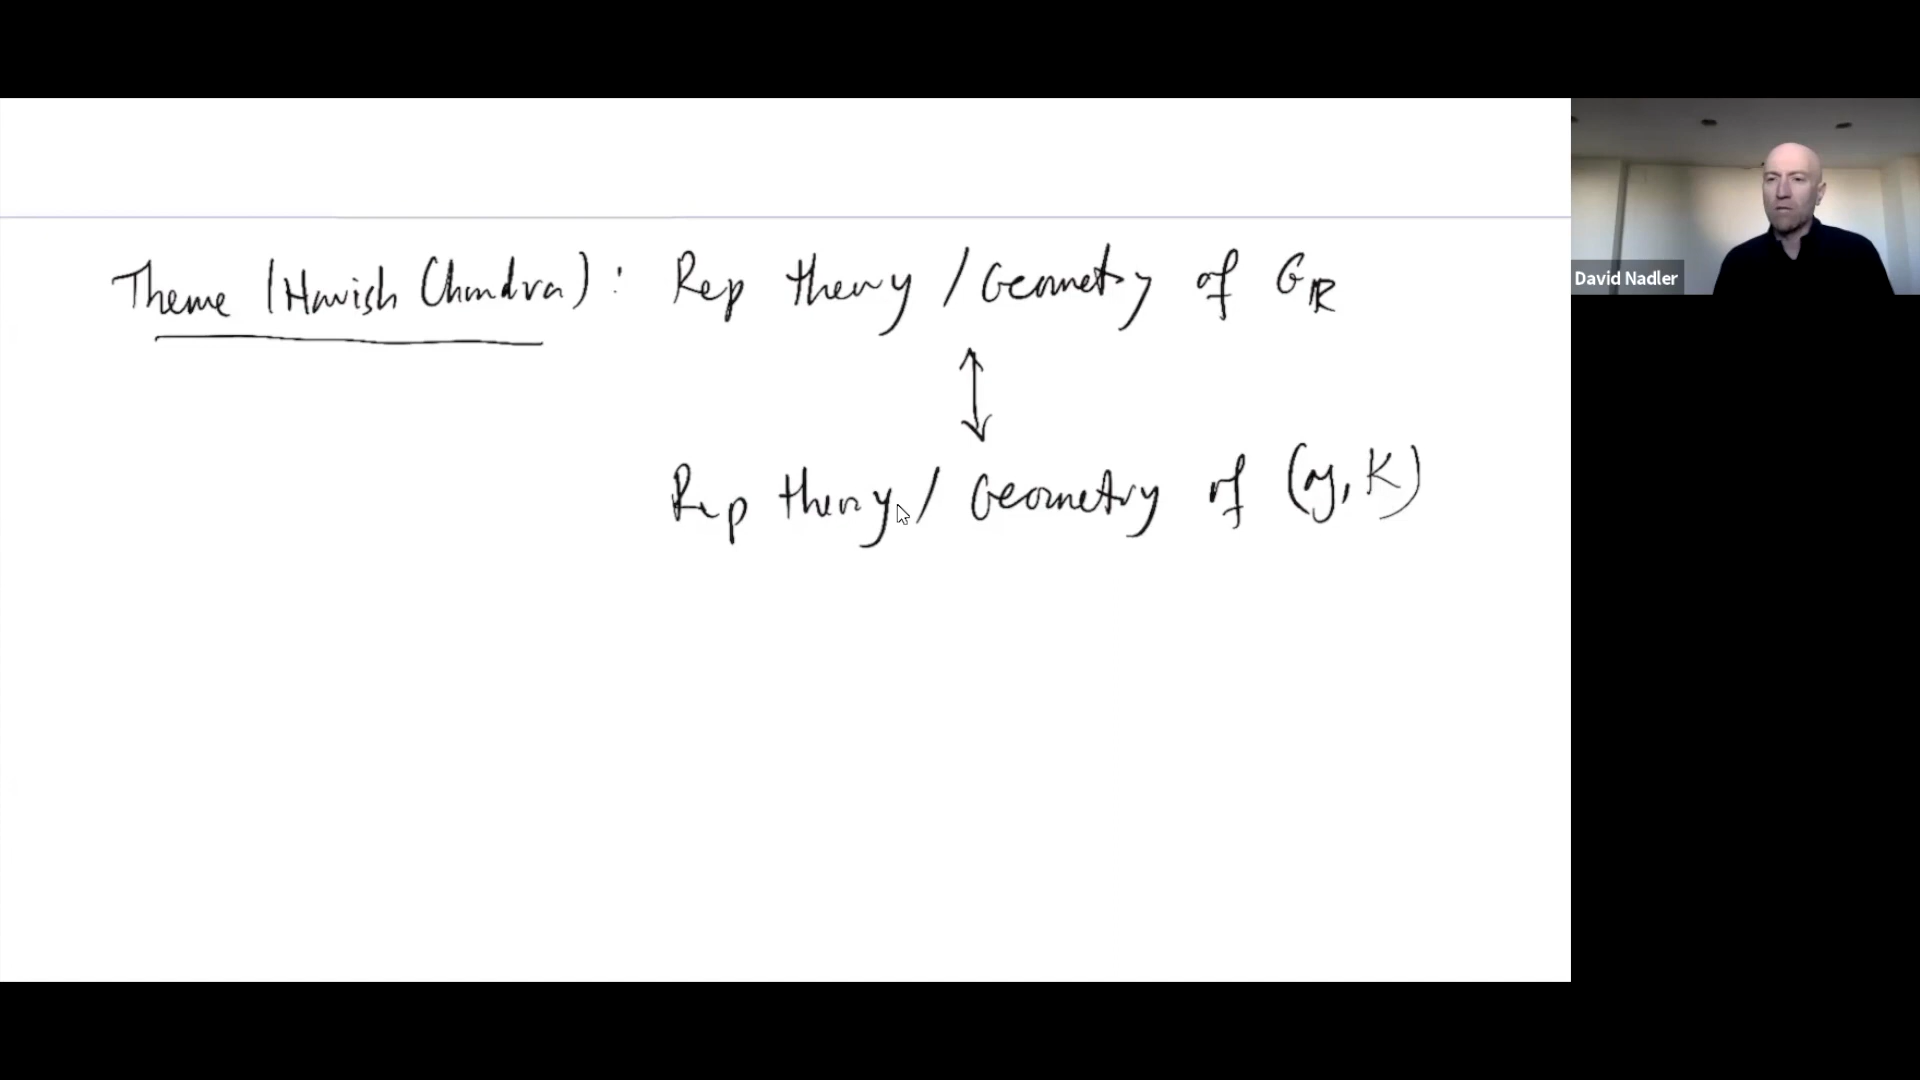 Theme (Harish Chandra): Rep theory / Geometry of G_ℝ
↕
Rep theory / Geometry of (𝔤, K)
David Nadler